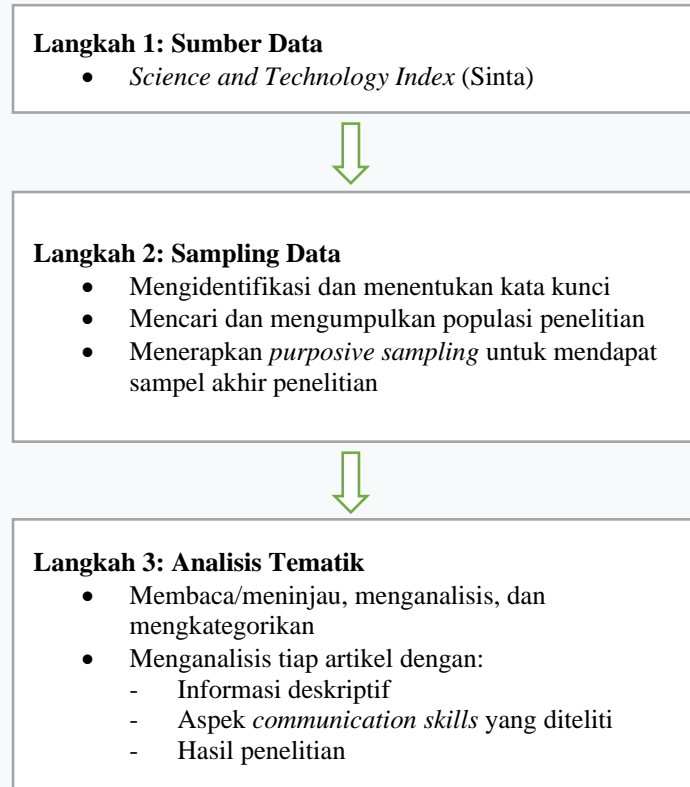 Langkah 1: Sumber Data
• Science and Technology Index (Sinta)
Langkah 2: Sampling Data
• Mengidentifikasi dan menentukan kata kunci
• Mencari dan mengumpulkan populasi penelitian
• Menerapkan purposive sampling untuk mendapat
sampel akhir penelitian
Langkah 3: Analisis Tematik
• Membaca/meninjau, menganalisis, dan
mengkategorikan
• Menganalisis tiap artikel dengan:
- Informasi deskriptif
- Aspek communication skills yang diteliti
- Hasil penelitian